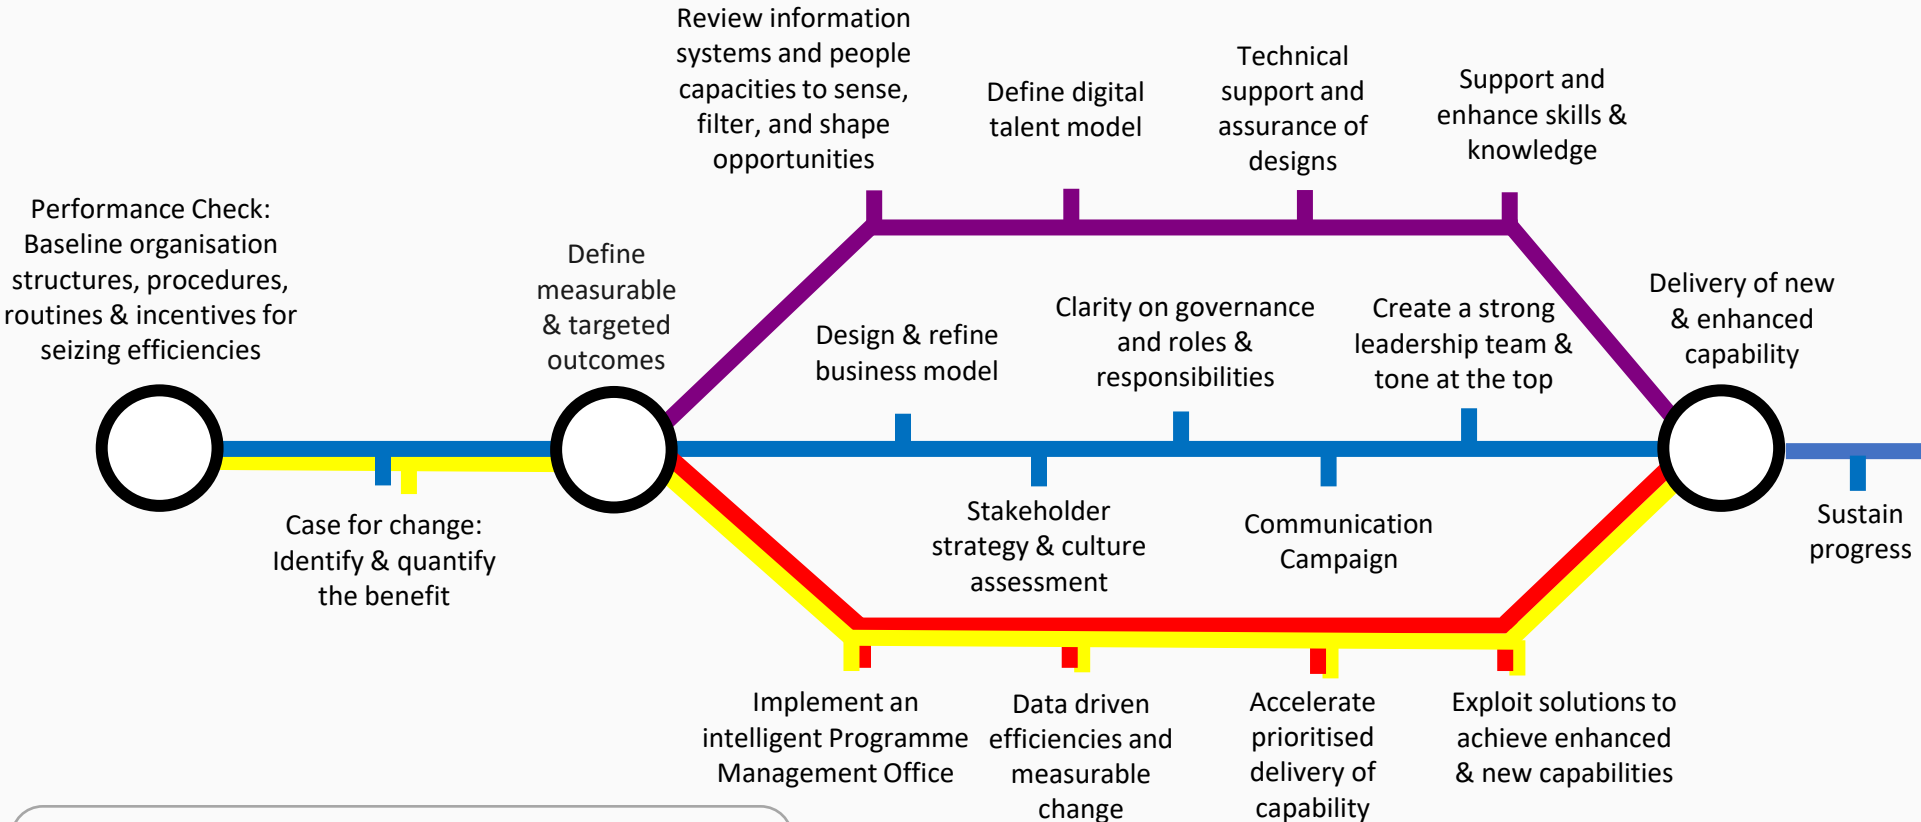 Review information
systems and people
capacities to sense,
filter, and shape
opportunities
Define digital
talent model
Technical
support and
assurance of
designs
Support and
enhance skills &
knowledge
Performance Check:
Baseline organisation
structures, procedures,
routines & incentives for
seizing efficiencies
Define
measurable
& targeted
outcomes
Design & refine
business model
Clarity on governance
and roles &
responsibilities
Create a strong
leadership team &
tone at the top
Delivery of new
& enhanced
capability
Case for change:
Identify & quantify
the benefit
Stakeholder
strategy & culture
assessment
Communication
Campaign
Sustain
progress
Implement an
intelligent Programme
Management Office
Data driven
efficiencies and
measurable
change
Accelerate
prioritised
delivery of
capability
Exploit solutions to
achieve enhanced
& new capabilities